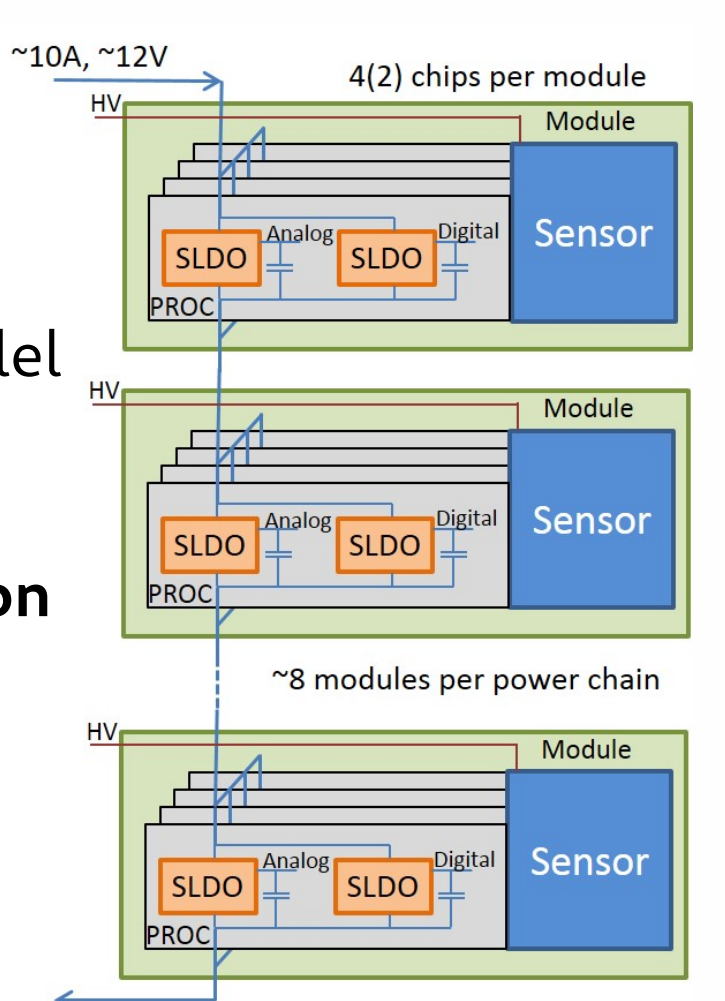 ~10A, ~12V
4(2) chips per module
HV
Module
Analog
Digital
SLDO
SLDO
Sensor
PROC
lel
HV
Module
Analog
Digital
SLDO
SLDO
Sensor
PROC
on
~8 modules per power chain
HV
Module
Analog
Digital
SLDO
SLDO
Sensor
PROC